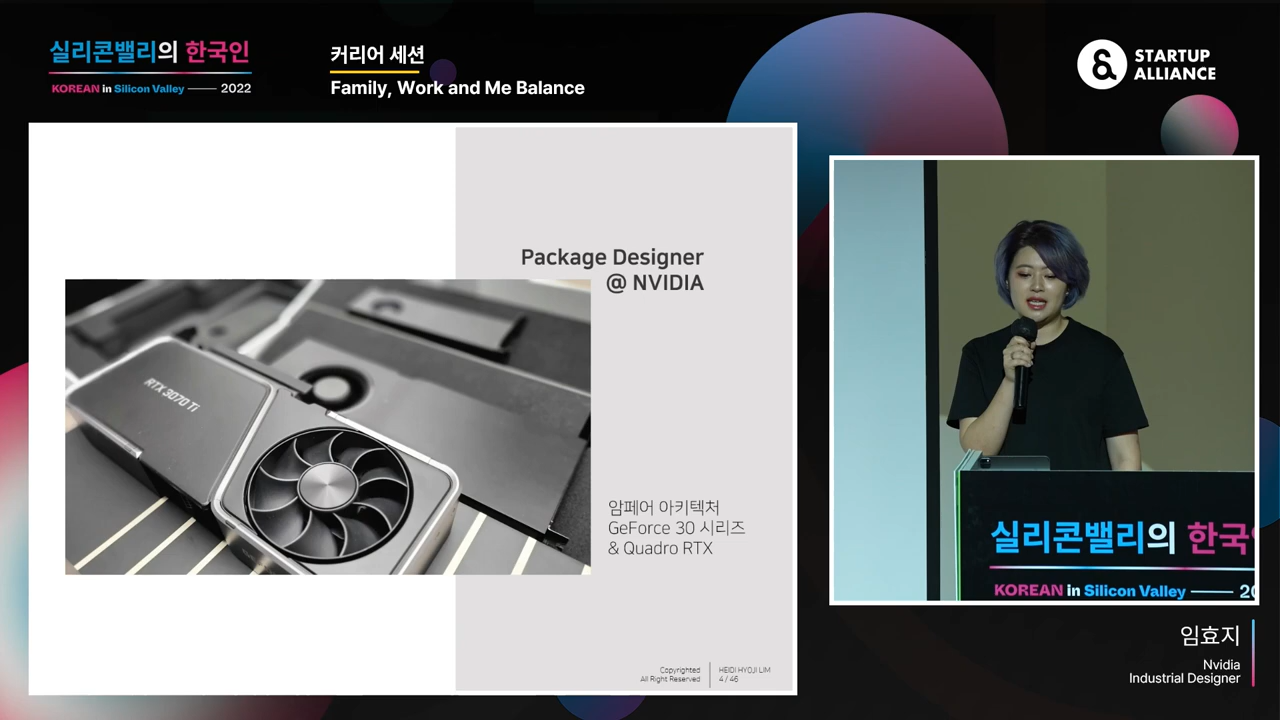 실리콘밸리의 한국인
KOREAN in Silicon Valley 2022
커리어 세션
Family, Work and Me Balance
STARTUP
ALLIANCE
Package Designer
@ NVIDIA
RTX 3070 Ti
암페어 아키텍처
GeForce 30 시리즈
& Quadro RTX
Copyrighted
All Right Reserved
HEIDI HYOJI LIM
4 / 46
실리콘밸리의 한국
KOREAN in Silicon Valley 20
임효지
Nvidia
Industrial Designer